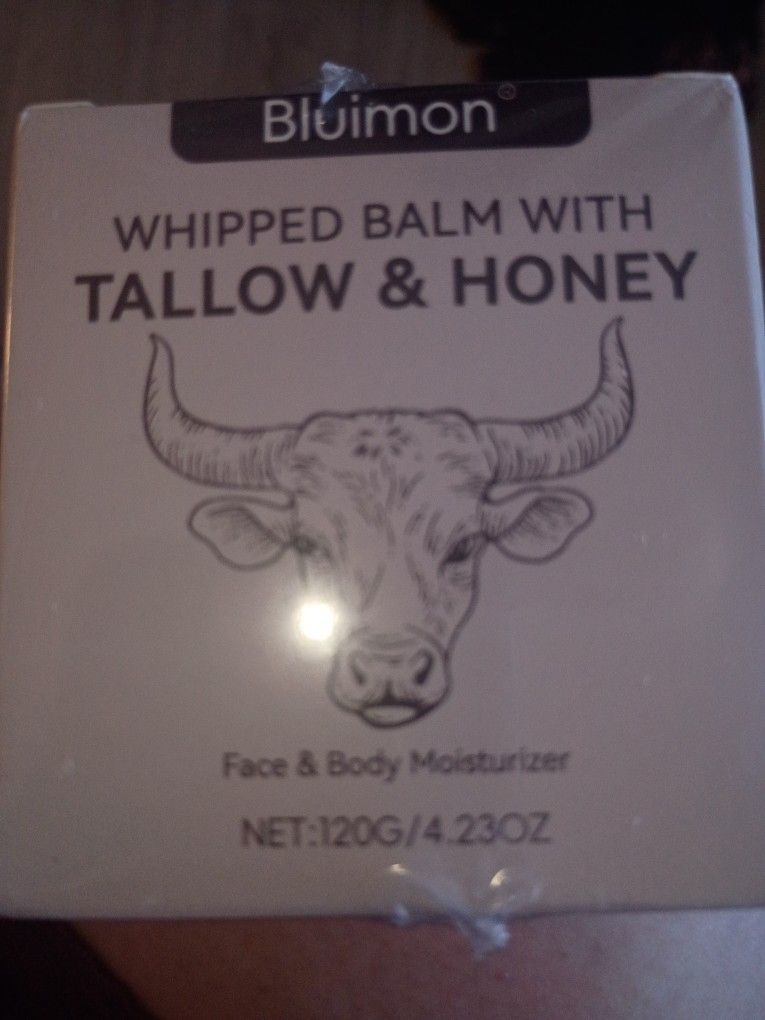 Bluimon®
WHIPPED BALM WITH
TALLOW & HONEY
Face & Body Moisturizer
NET:120G/4.23OZ